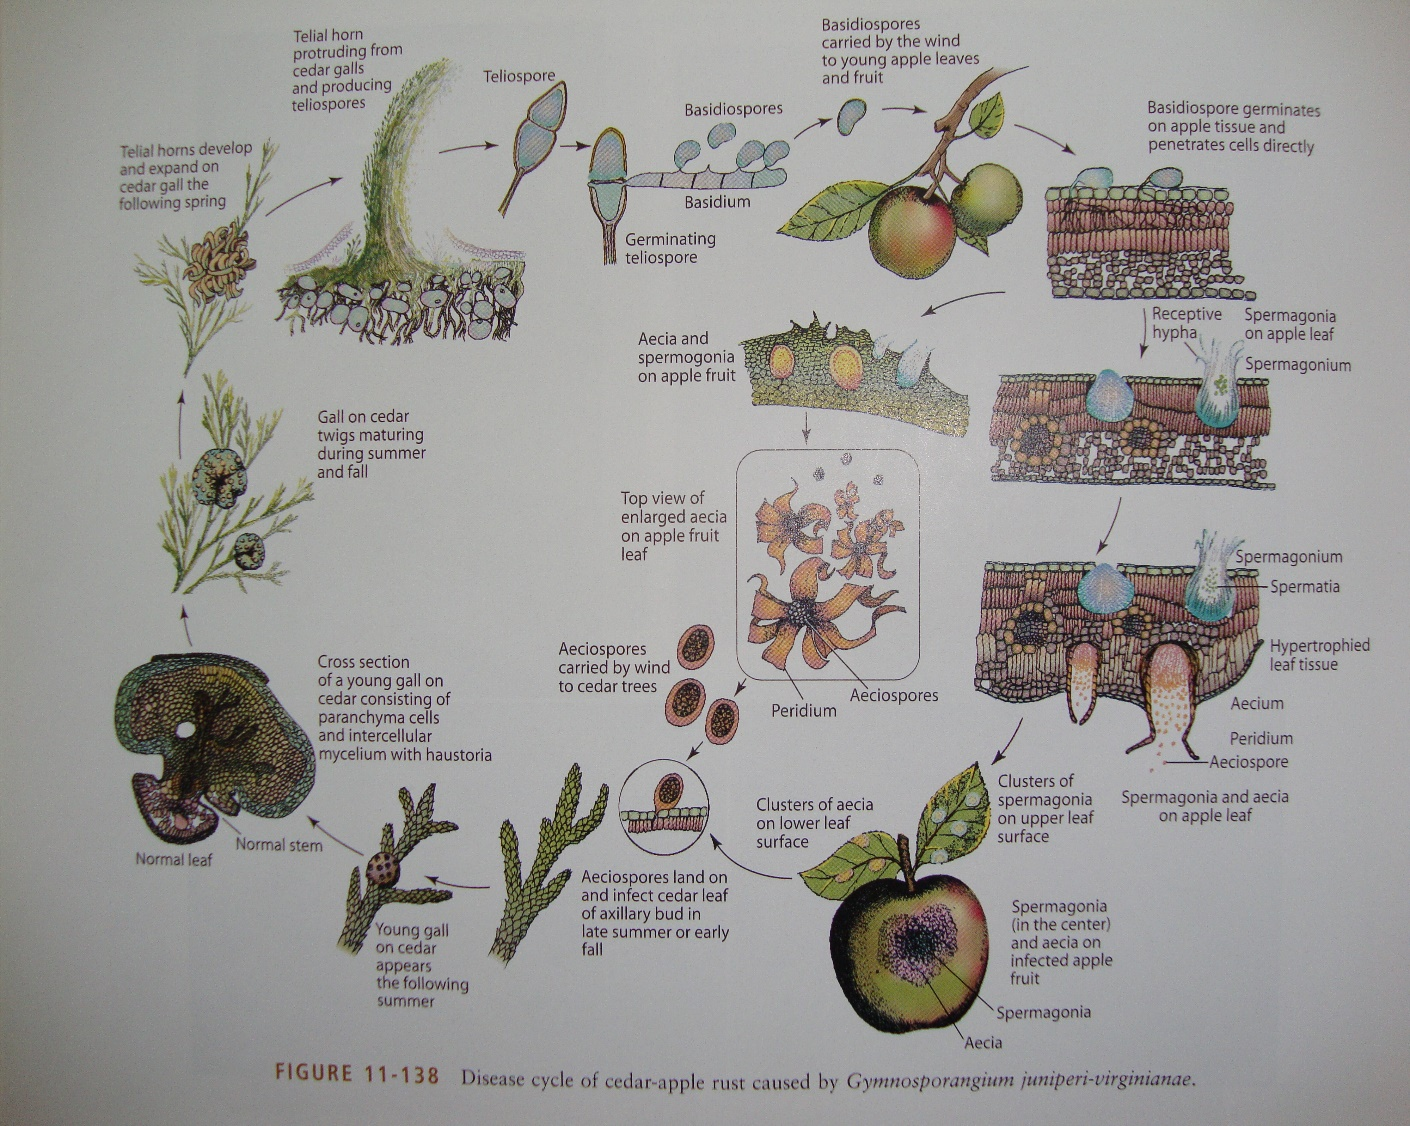 Telial horn
protruding from
cedar galls
and producing
teliospores
Teliospore
Basidiospores
Basidiospores
carried by the wind
to young apple leaves
and fruit
Basidiospore germinates
on apple tissue and
penetrates cells directly
Telial horns develop
and expand on
cedar gall the
following spring
Basidium
Germinating
teliospore
Receptive
hypha
Spermagonia
on apple leaf
Spermagonium
Aecia and
spermogonia
on apple fruit
Gall on cedar
twigs maturing
during summer
and fall
Top view of
enlarged aecia
on apple fruit
leaf
Spermagonium
Spermatia
Hypertrophied
leaf tissue
Aecium
Peridium
Aeciospore
Spermagonia and aecia
on apple leaf
Aeciospores
carried by wind
to cedar trees
Peridium
Aeciospores
Cross section
of a young gall on
cedar consisting of
paranchyma cells
and intercellular
mycelium with haustoria
Normal leaf
Normal stem
Clusters of aecia
on lower leaf
surface
Clusters of
spermagonia
on upper leaf
surface
Aeciospores land on
and infect cedar leaf
of axillary bud in
late summer or early
fall
Young gall
on cedar
appears
the following
summer
Spermagonia
(in the center)
and aecia on
infected apple
fruit
Spermagonia
Aecia
FIGURE 11-138 Disease cycle of cedar-apple rust caused by Gymnosporangium juniperi-virginianae.